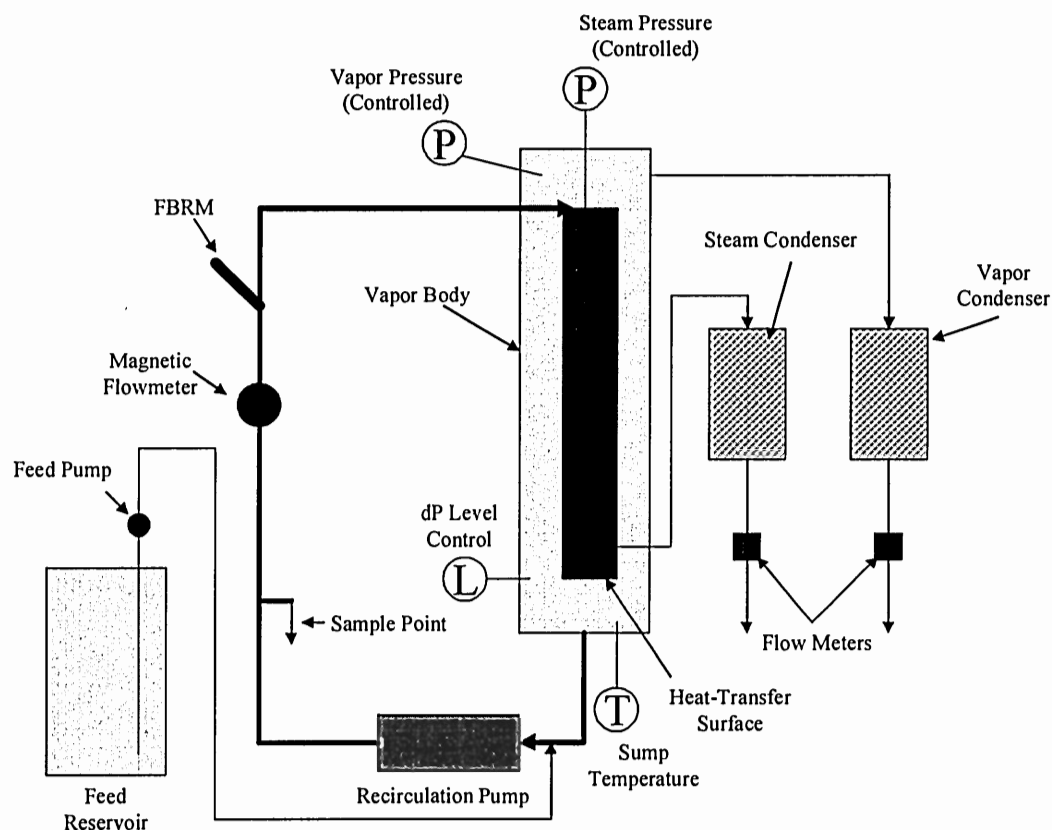 Steam Pressure
(Controlled)
Vapor Pressure
(Controlled)
P
P
FBRM
Steam Condenser
Vapor
Condenser
Vapor Body
Magnetic
Flowmeter
Feed Pump
dP Level
Control
L
Sample Point
Flow Meters
Heat-Transfer
Surface
T
Sump
Temperature
Recirculation Pump
Feed
Reservoir